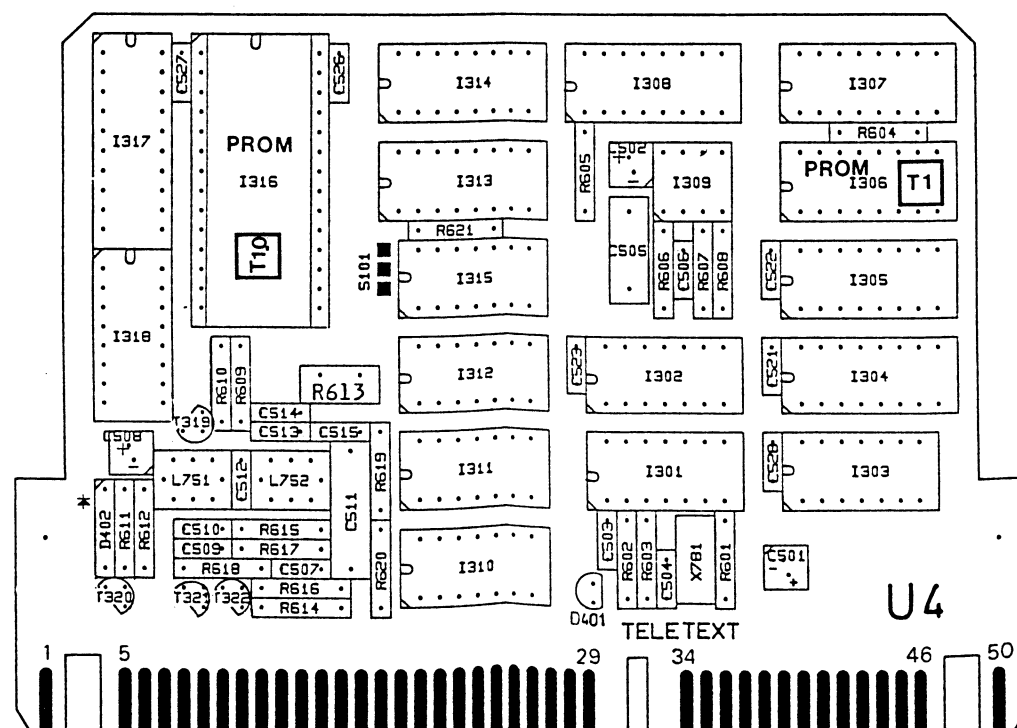 I314
I308
I307
C527
C526
R604
I317
PROM
I316
I313
R605
C502
I309
PROM
I306
T1
R621
T1,0
S101
I315
C505
R606
C506
R607
R608
C522
I305
I318
R610
R609
R613
I312
C523
I302
C521
I304
T319
C514
C513
C515
C508
L751
C512
L752
C511
R619
I311
I301
C528
I303
D402
R611
R612
C510
R615
C509
R617
R618
C507
R620
I310
C503
R602
R603
C504
X781
R601
C501
T320
T321
T322
R616
R614
D401
TELETEXT
U4
1
5
29
34
46
50